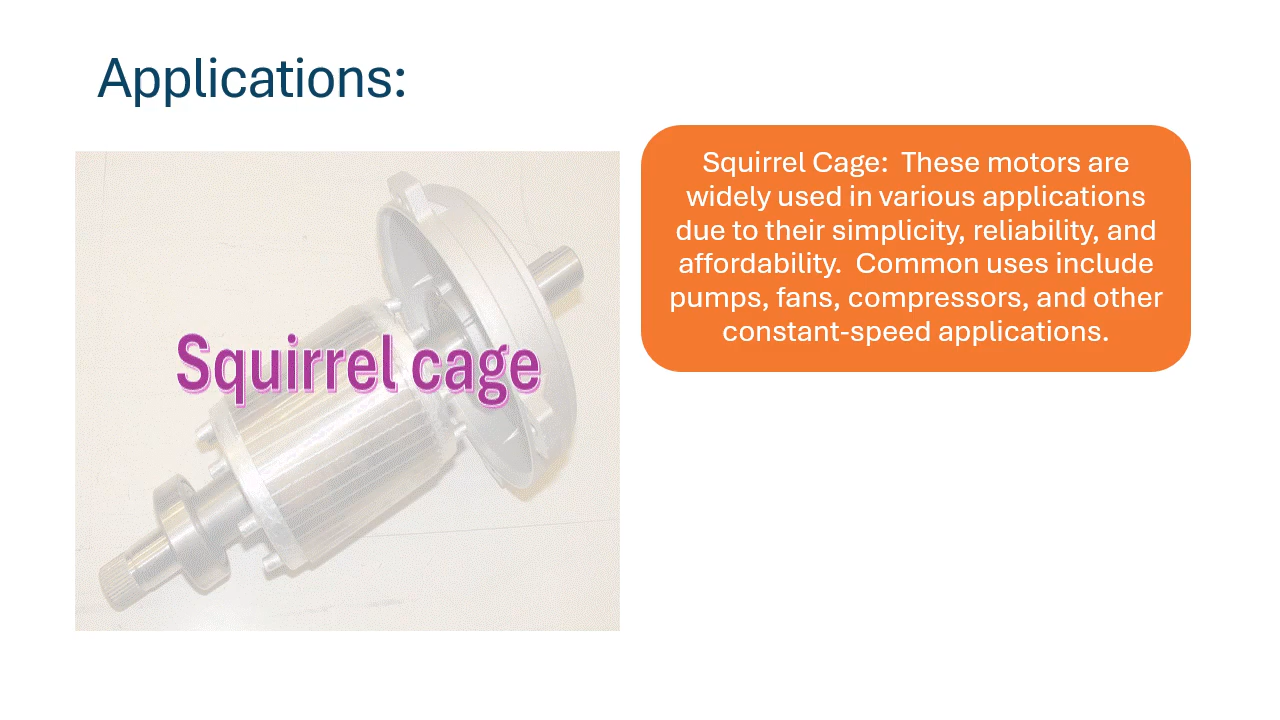 Applications:
Squirrel cage
Squirrel Cage:  These motors are
widely used in various applications
due to their simplicity, reliability, and
affordability.  Common uses include
pumps, fans, compressors, and other
constant-speed applications.